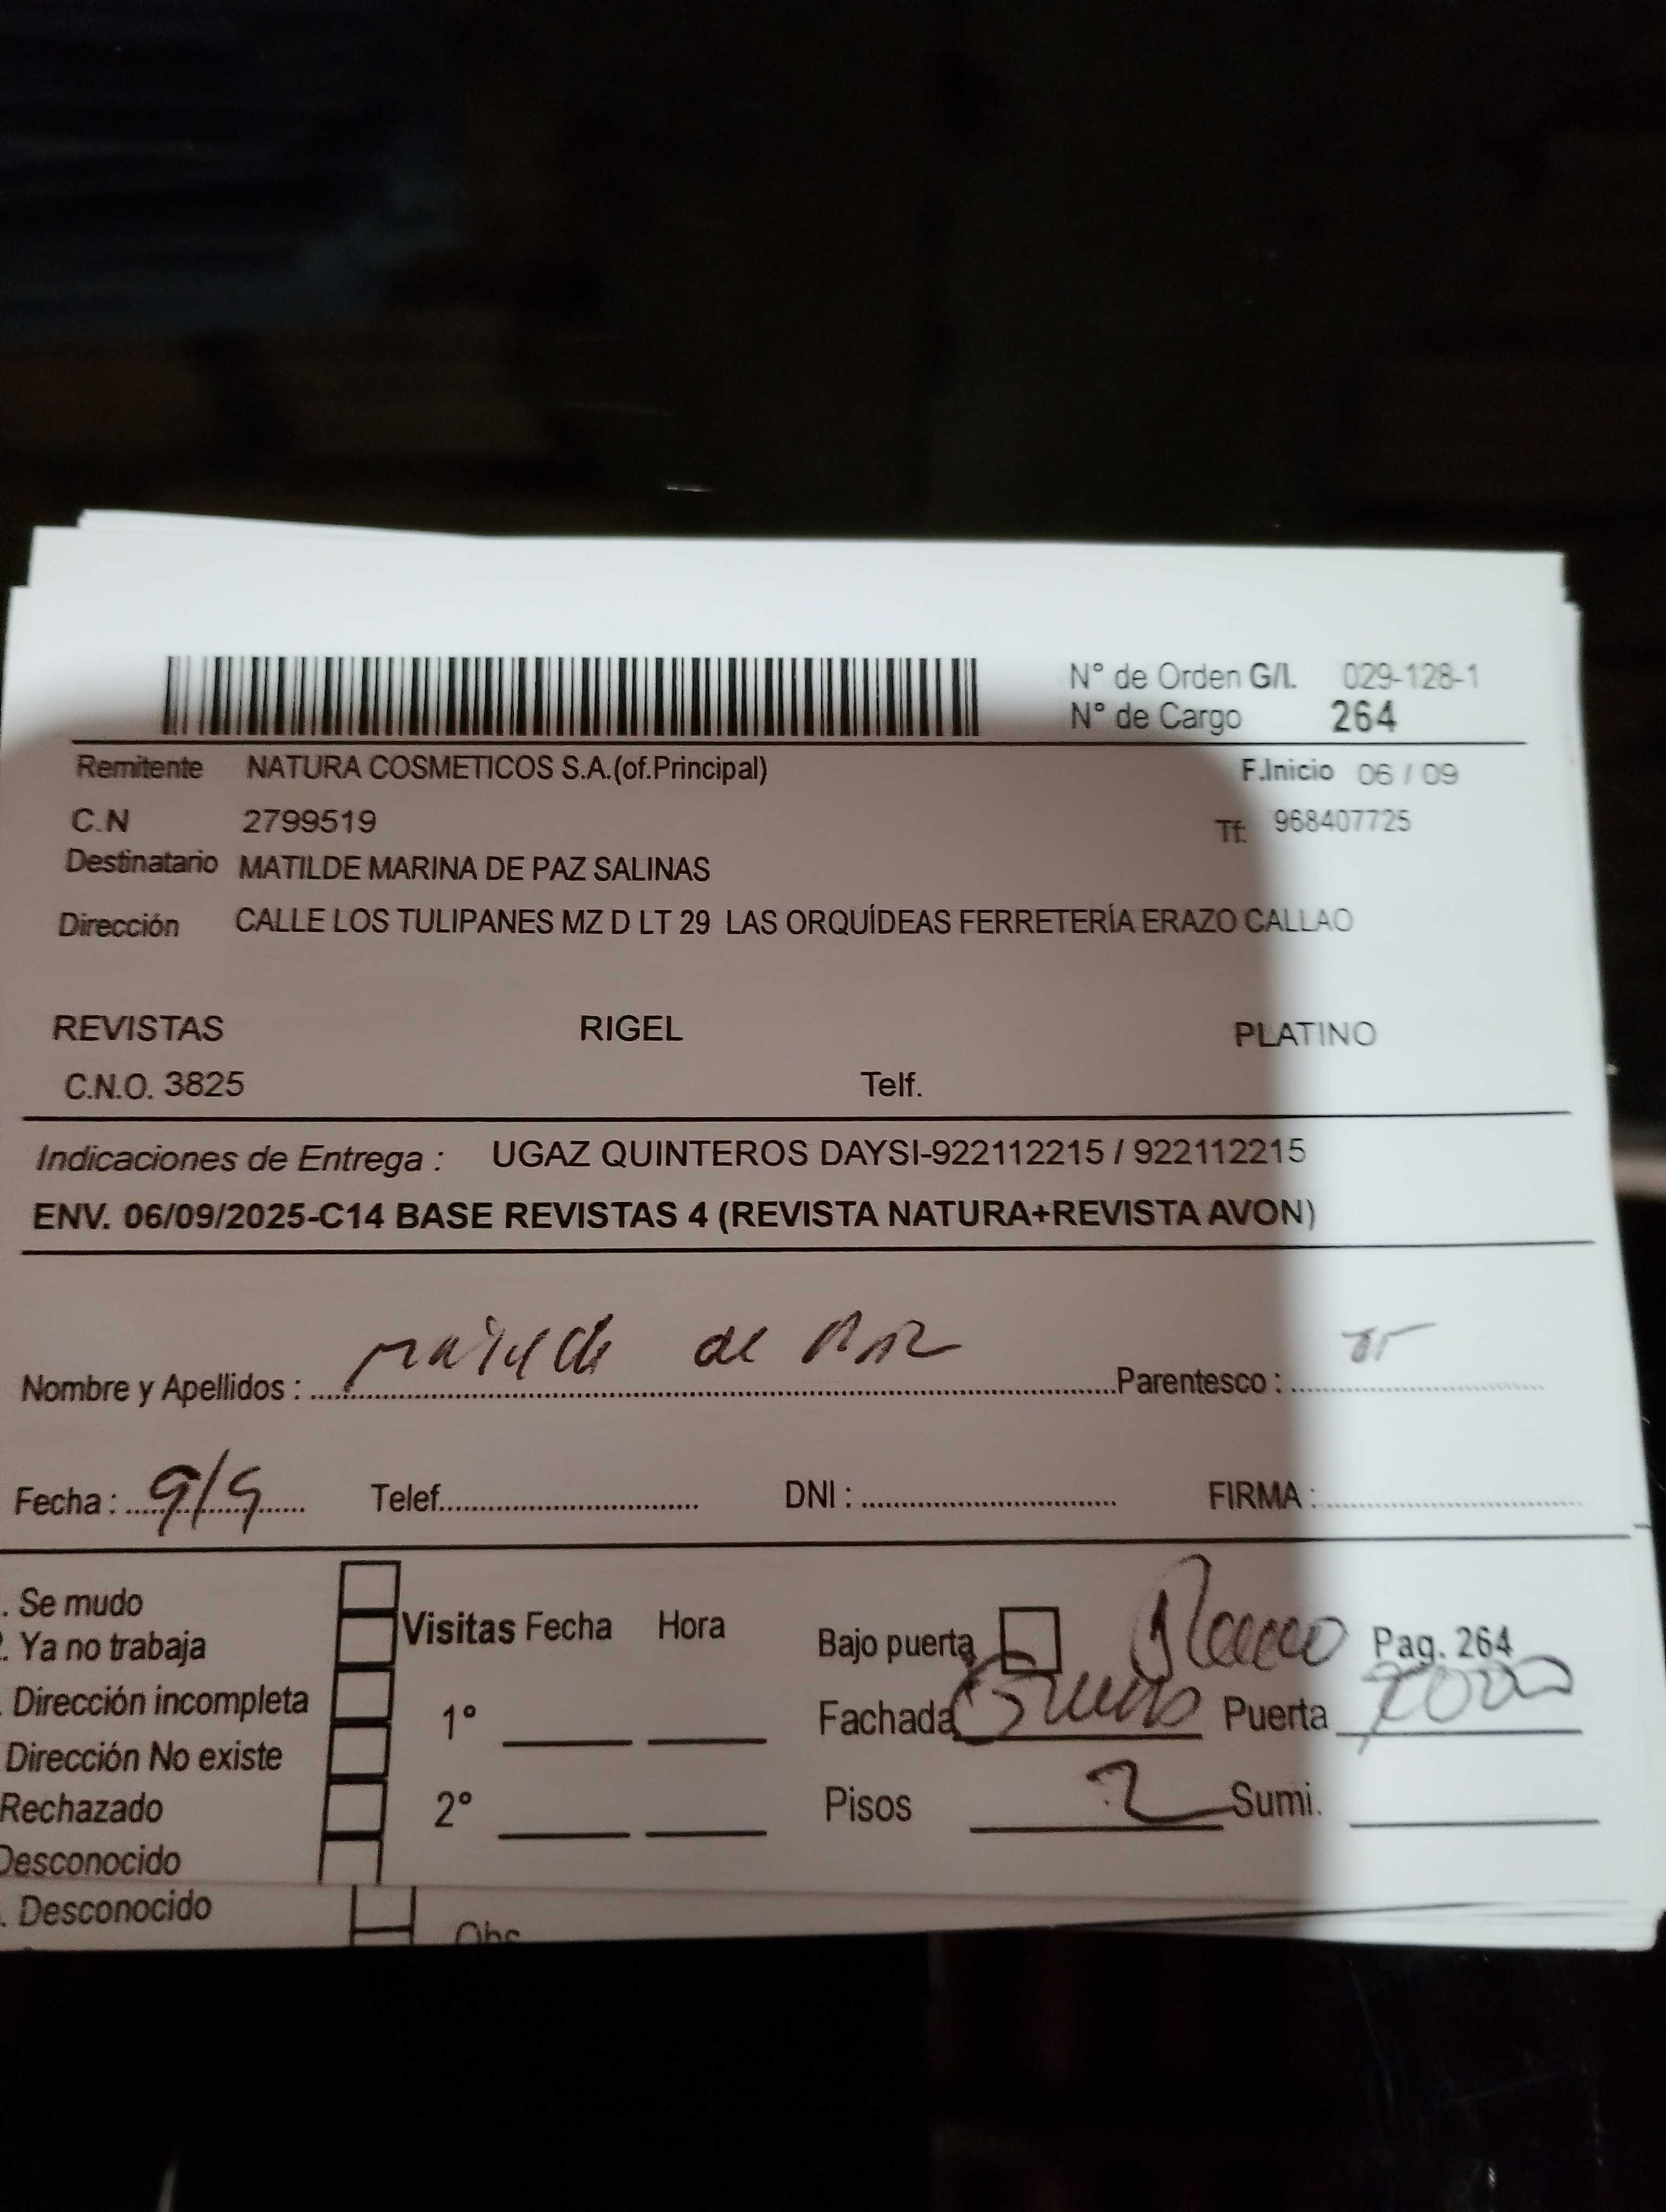 N° de Orden G/I. 029-128-1
N° de Cargo 264
Remitente NATURA COSMETICOS S.A.(of.Principal) F.Inicio 06 / 09
C.N 2799519 Tf: 968407725
Destinatario MATILDE MARINA DE PAZ SALINAS
Dirección CALLE LOS TULIPANES MZ D LT 29 LAS ORQUÍDEAS FERRETERÍA ERAZO CALLAO
REVISTAS RIGEL PLATINO
C.N.O. 3825 Telf.
Indicaciones de Entrega : UGAZ QUINTEROS DAYSI-922112215 / 922112215
ENV. 06/09/2025-C14 BASE REVISTAS 4 (REVISTA NATURA+REVISTA AVON)
Nombre y Apellidos : Matilde de Paz Parentesco :
Fecha : 9/9 Telef. DNI : FIRMA :
. Se mudo
. Ya no trabaja Visitas Fecha Hora Bajo puerta Pag. 264
. Dirección incompleta 1° Fachada Puerta
Dirección No existe
Rechazado 2° Pisos 2 Sumi.
Desconocido
. Desconocido
Obs